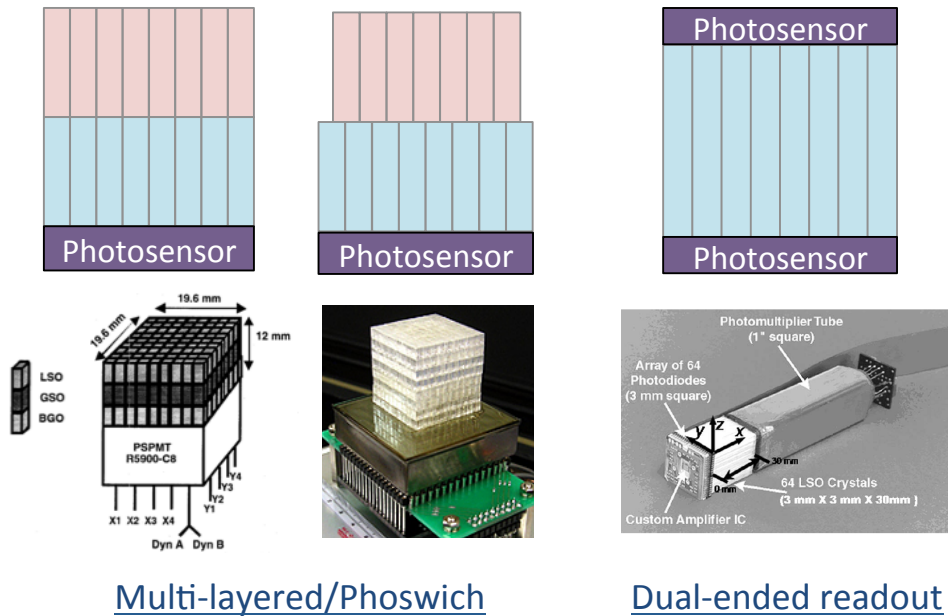 Photosensor
Photosensor
Photosensor
Photosensor
19.6 mm
19.6 mm
12 mm
LSO
GSO
BGO
PSPMT
R5900-C8
X1 X2 X3 X4
Y4
Y3
Y2
Y1
Dyn A Dyn B
Photomultiplier Tube
(1" square)
Array of 64
Photodiodes
(3 mm square)
y z x
30 mm
0 mm
64 LSO Crystals
(3 mm X 3 mm X 30mm )
Custom Amplifier IC
Multi-layered/Phoswich
Dual-ended readout